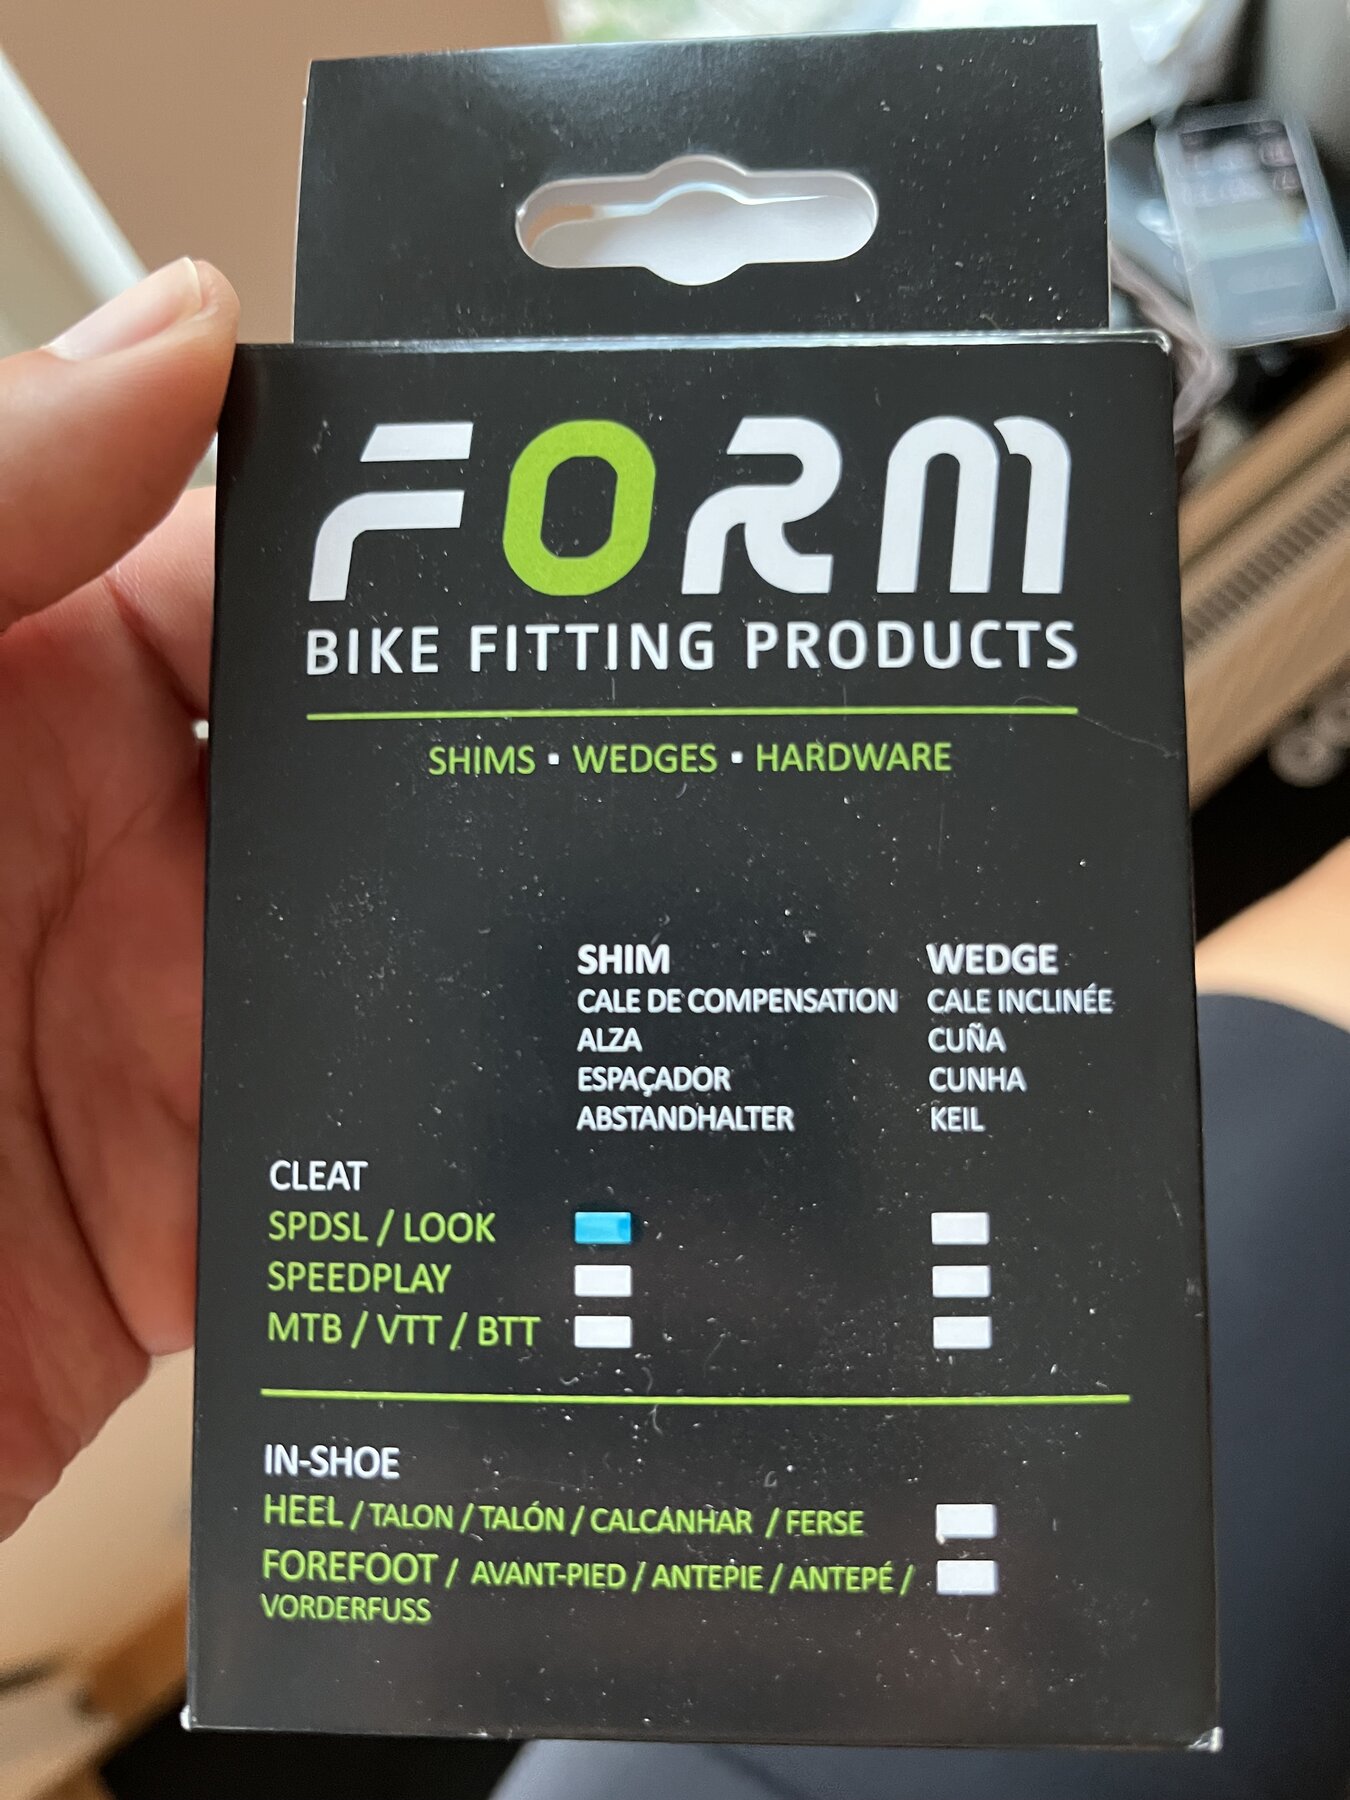 FORM
BIKE FITTING PRODUCTS
SHIMS ▪ WEDGES ▪ HARDWARE
SHIM WEDGE
CALE DE COMPENSATION CALE INCLINÉE
ALZA CUÑA
ESPAÇADOR CUNHA
ABSTANDHALTER KEIL
CLEAT
SPDSL / LOOK
SPEEDPLAY
MTB / VTT / BTT
IN-SHOE
HEEL / TALON / TALÓN / CALCANHAR / FERSE
FOREFOOT / AVANT-PIED / ANTEPIE / ANTEPÉ /
VORDERFUSS